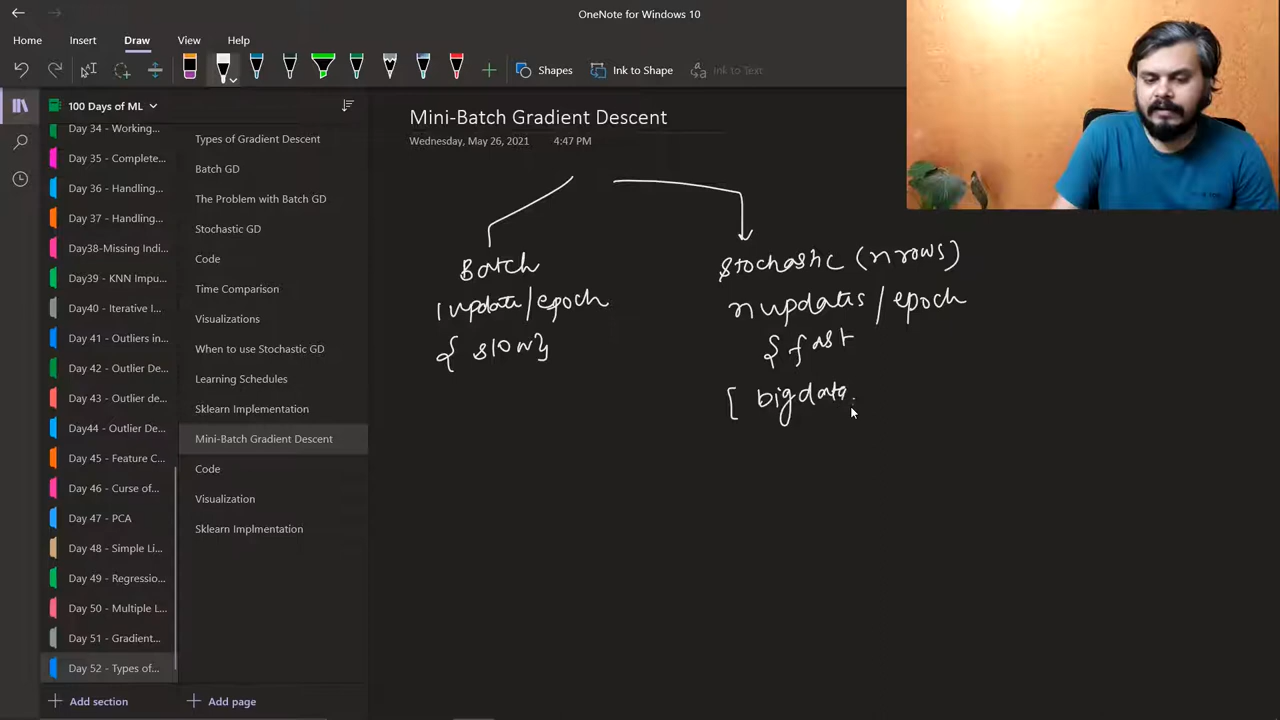 OneNote for Windows 10
Home Insert Draw View Help
Shapes Ink to Shape Ink to Text
100 Days of ML
Day 34 - Working...
Day 35 - Complete...
Day 36 - Handling...
Day 37 - Handling...
Day38-Missing Indi...
Day39 - KNN Impu...
Day40 - Iterative I...
Day 41 - Outliers in...
Day 42 - Outlier De...
Day 43 - Outlier de...
Day44 - Outlier De...
Day 45 - Feature C...
Day 46 - Curse of...
Day 47 - PCA
Day 48 - Simple Li...
Day 49 - Regressio...
Day 50 - Multiple L...
Day 51 - Gradient...
Day 52 - Types of...
Add section
Types of Gradient Descent
Batch GD
The Problem with Batch GD
Stochastic GD
Code
Time Comparison
Visualizations
When to use Stochastic GD
Learning Schedules
Sklearn Implementation
Mini-Batch Gradient Descent
Code
Visualization
Sklearn Implmentation
Add page
Mini-Batch Gradient Descent
Wednesday, May 26, 2021 4:47 PM
Batch
1 update/epoch
{ slow}
Stochastic (n rows)
n updates/epoch
{ fast
[ bigdata